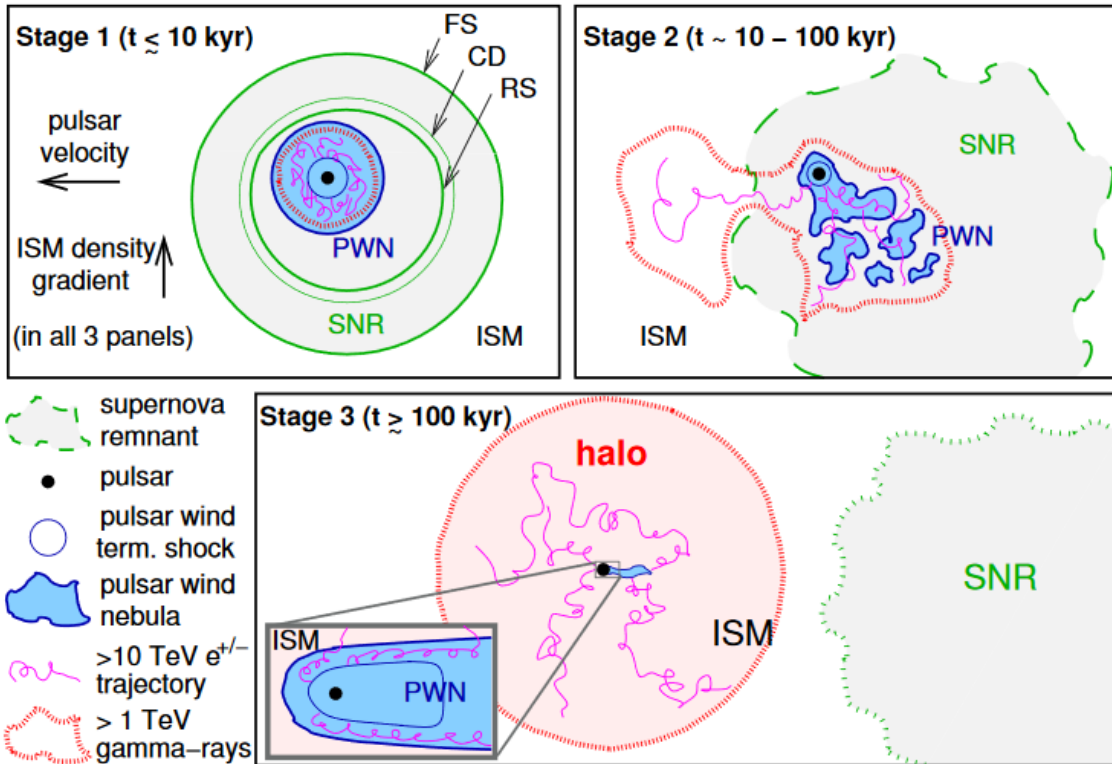 Stage 1 (t ≲ 10 kyr)
FS
CD
RS
pulsar
velocity
ISM density
gradient
(in all 3 panels)
PWN
SNR
ISM
Stage 2 (t ~ 10 – 100 kyr)
SNR
PWN
ISM
supernova
remnant
pulsar
pulsar wind
term. shock
pulsar wind
nebula
>10 TeV e+/-
trajectory
> 1 TeV
gamma-rays
Stage 3 (t ≳ 100 kyr)
halo
ISM
SNR
ISM
PWN